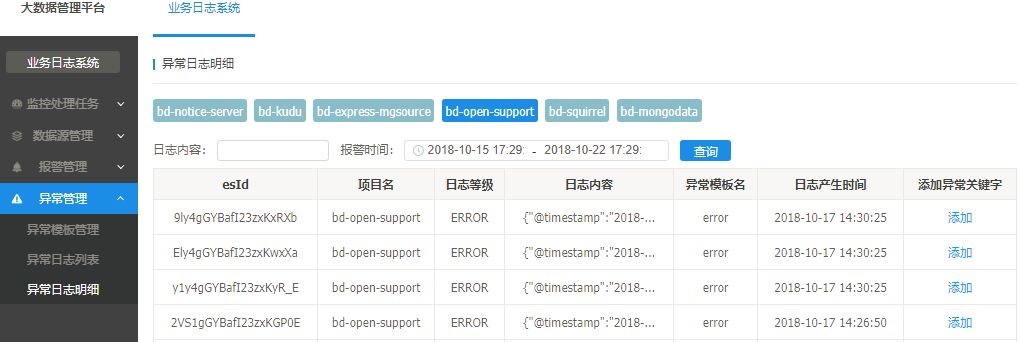 大数据管理平台
业务日志系统
业务日志系统
监控处理任务
数据源管理
报警管理
异常管理
异常模板管理
异常日志列表
异常日志明细
异常日志明细
bd-notice-server bd-kudu bd-express-mgsource bd-open-support bd-squirrel bd-mongodata
日志内容: 报警时间: 2018-10-15 17:29: - 2018-10-22 17:29: 查询
esId 项目名 日志等级 日志内容 异常模板名 日志产生时间 添加异常关键字
9ly4gGYBafI23zxKxRXb bd-open-support ERROR {"@timestamp":"2018-... error 2018-10-17 14:30:25 添加
Ely4gGYBafI23zxKwxXa bd-open-support ERROR {"@timestamp":"2018-... error 2018-10-17 14:30:25 添加
y1y4gGYBafI23zxKyR_E bd-open-support ERROR {"@timestamp":"2018-... error 2018-10-17 14:30:25 添加
2VS1gGYBafI23zxKGP0E bd-open-support ERROR {"@timestamp":"2018-... error 2018-10-17 14:26:50 添加